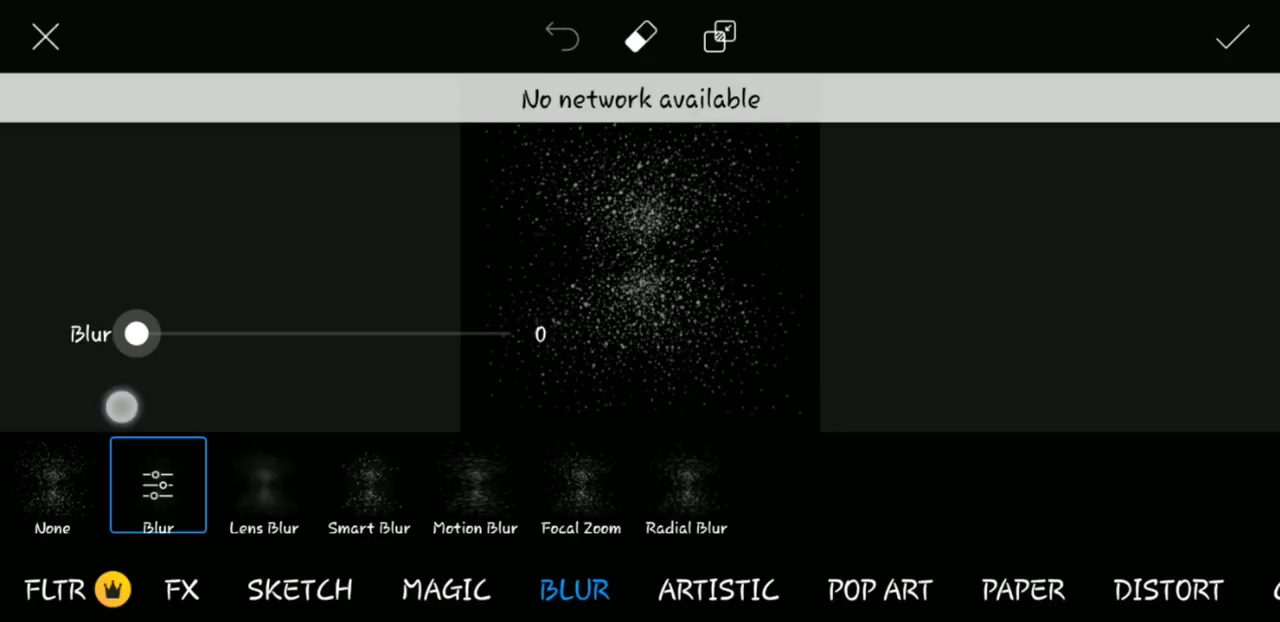 No network available
Blur 0
None Blur Lens Blur Smart Blur Motion Blur Focal Zoom Radial Blur
FLTR FX SKETCH MAGIC BLUR ARTISTIC POP ART PAPER DISTORT